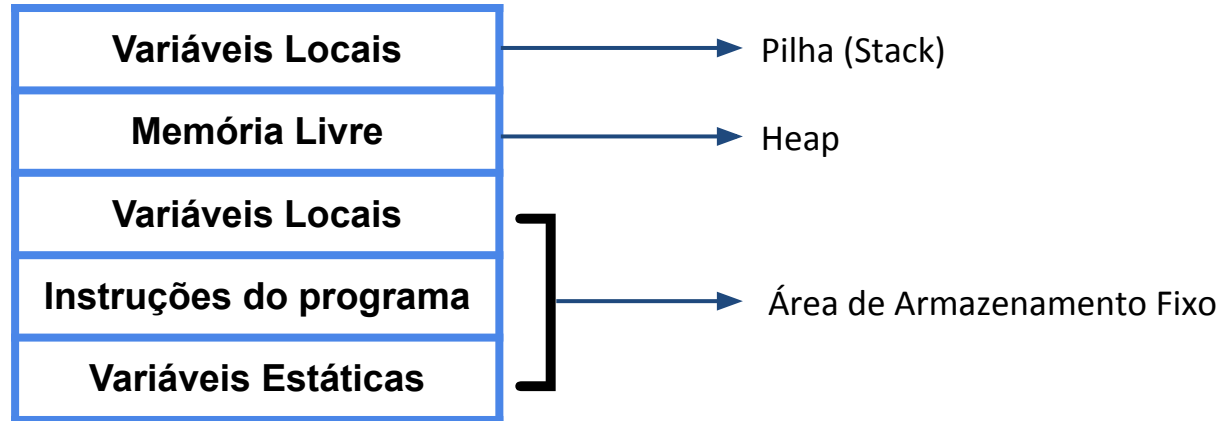 Variáveis Locais
Pilha (Stack)
Memória Livre
Heap
Variáveis Locais
Instruções do programa
Área de Armazenamento Fixo
Variáveis Estáticas